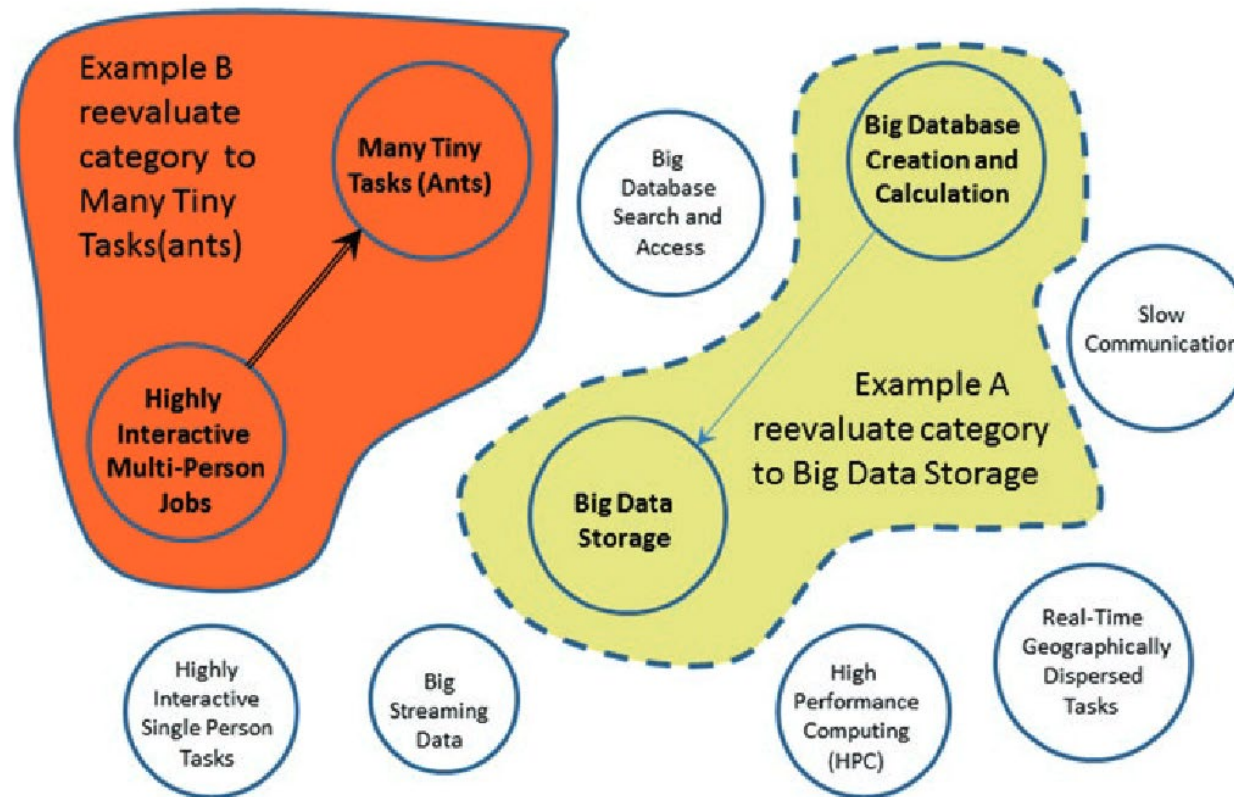 Example B
reevaluate
category to
Many Tiny
Tasks(ants)
Many Tiny
Tasks (Ants)
Highly
Interactive
Multi-Person
Jobs
Big
Database
Search and
Access
Big Database
Creation and
Calculation
Slow
Communication
Example A
reevaluate category
to Big Data Storage
Big Data
Storage
Highly
Interactive
Single Person
Tasks
Big
Streaming
Data
High
Performance
Computing
(HPC)
Real-Time
Geographically
Dispersed
Tasks